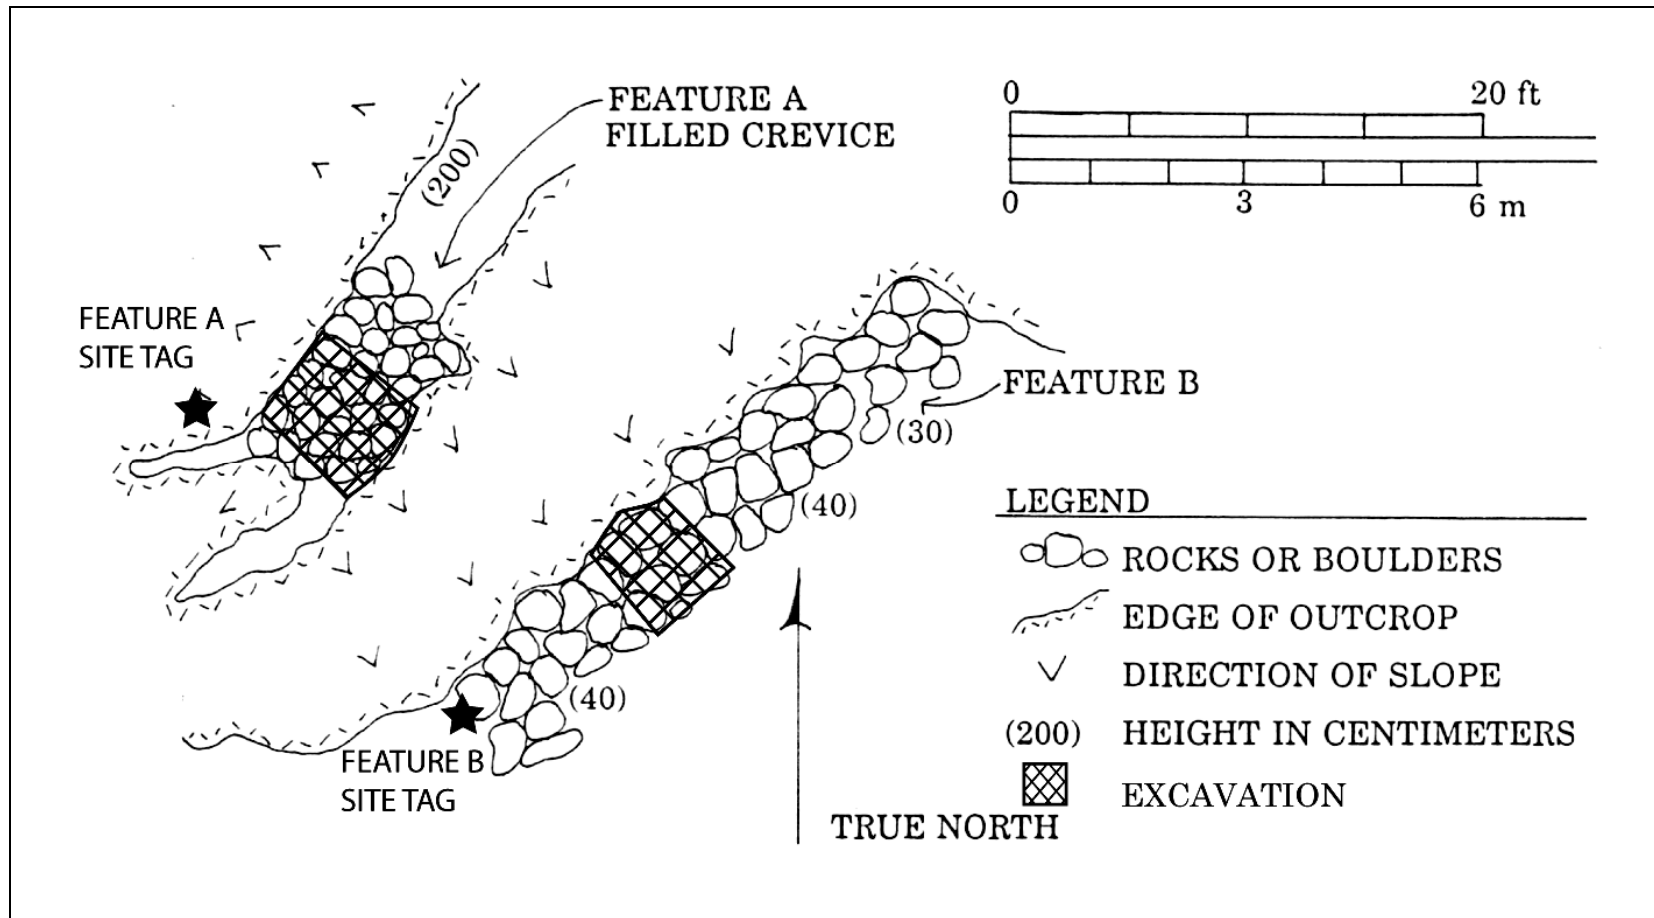 FEATURE A
FILLED CREVICE
0 20 ft
0 3 6 m
(200)
FEATURE A
SITE TAG
FEATURE B
(30)
(40)
(40)
FEATURE B
SITE TAG
TRUE NORTH
LEGEND
ROCKS OR BOULDERS
EDGE OF OUTCROP
DIRECTION OF SLOPE
(200) HEIGHT IN CENTIMETERS
EXCAVATION